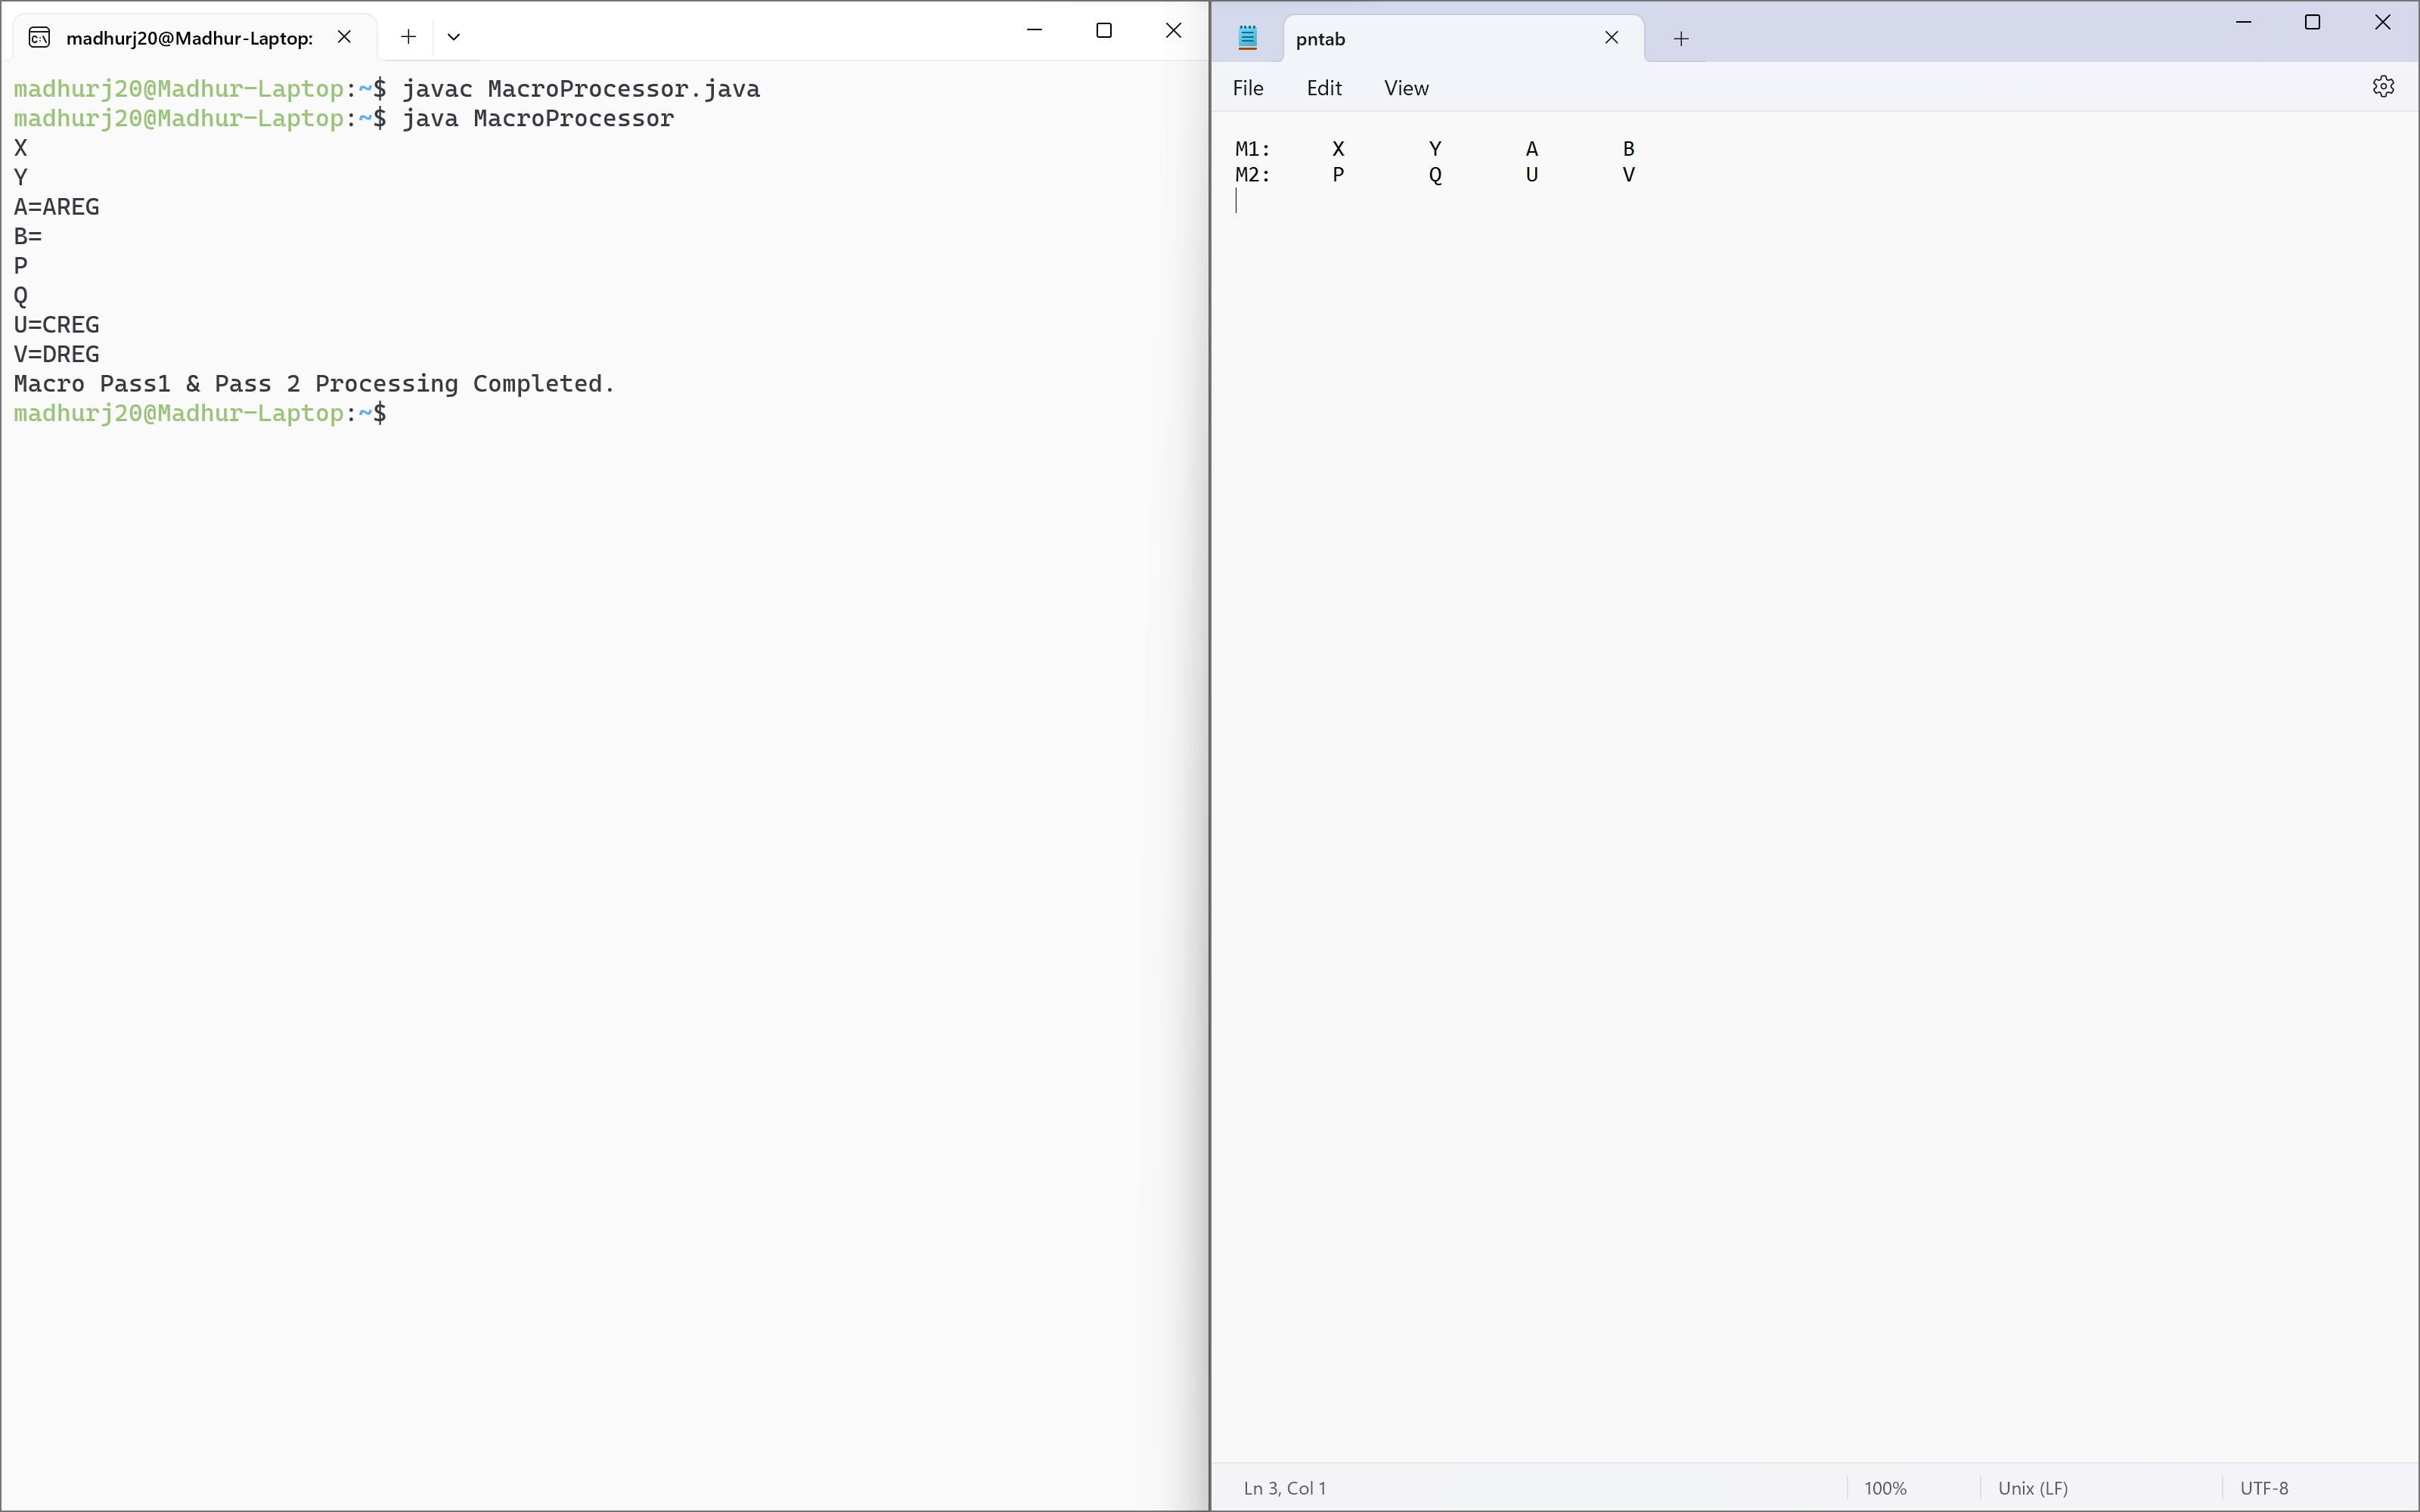 madhurj20@Madhur-Laptop:
madhurj20@Madhur-Laptop:~$ javac MacroProcessor.java
madhurj20@Madhur-Laptop:~$ java MacroProcessor
X
Y
A=AREG
B=
P
Q
U=CREG
V=DREG
Macro Pass1 & Pass 2 Processing Completed.
madhurj20@Madhur-Laptop:~$
pntab
File Edit View
M1: X Y A B
M2: P Q U V
Ln 3, Col 1 100% Unix (LF) UTF-8